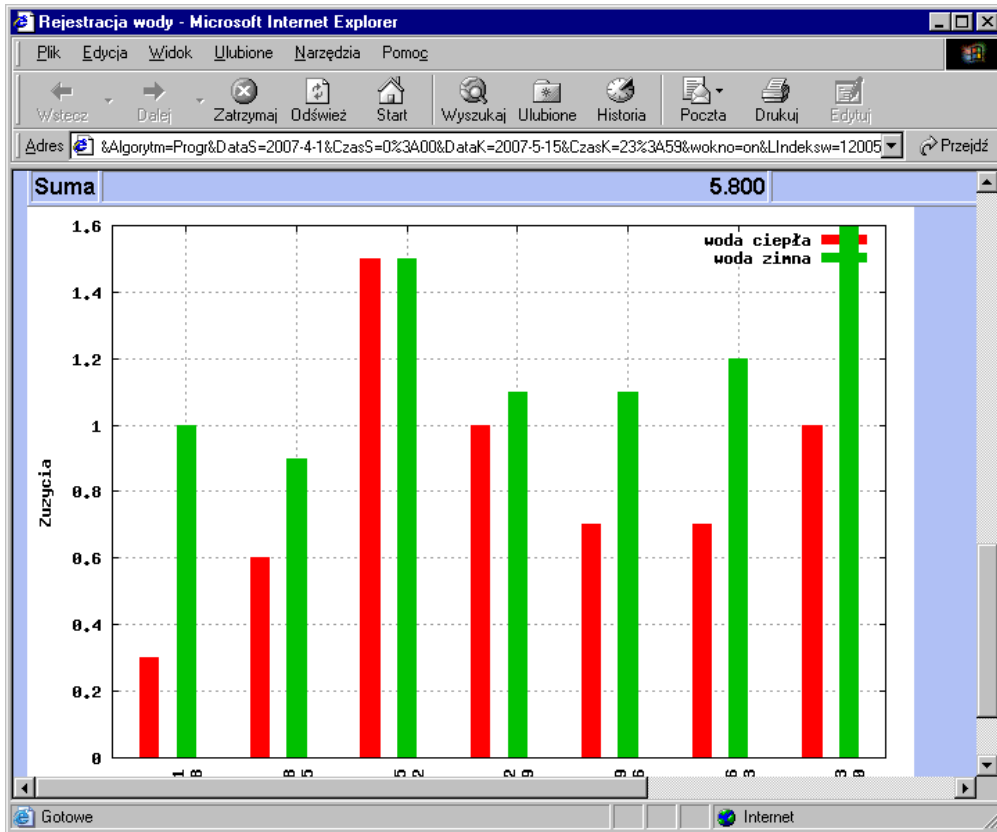 Rejestracja wody - Microsoft Internet Explorer
Plik Edycja Widok Ulubione Narzędzia Pomoc
Wstecz Dalej Zatrzymaj Odśwież Start Wyszukaj Ulubione Historia Poczta Drukuj Edytuj
Adres &Algorytm=Progr&DataS=2007-4-1&CzasS=0%3A00&DataK=2007-5-15&CzasK=23%3A59&wokno=on&LIndeksw=12005 Przejdź
Suma 5.800
woda ciepła
woda zimna
1.6
1.4
1.2
1
0.8
0.6
0.4
0.2
0
Zuzycia
Gotowe Internet